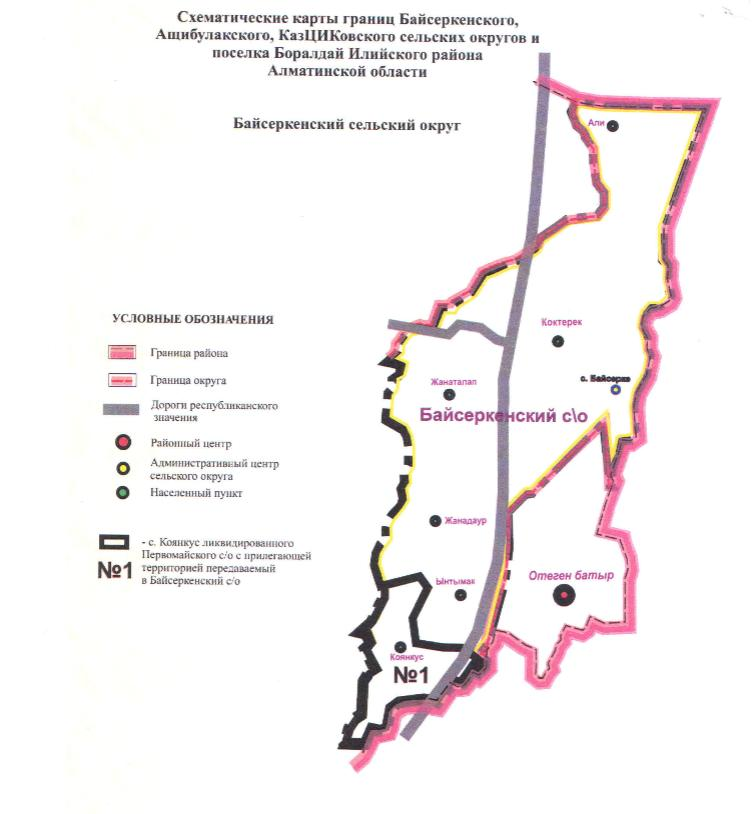 Схематические карты границ Байсеркенского,
Ащибулакского, КазЦИКовского сельских округов и
поселка Боралдай Илийского района
Алматинской области
Байсеркенский сельский округ
Али
УСЛОВНЫЕ ОБОЗНАЧЕНИЯ
Граница района
Граница округа
Дороги республиканского
значения
Районный центр
Административный центр
сельского округа
Населенный пункт
- с. Коянкус ликвидированного
Первомайского с/о с прилегающей
территорией передаваемый
в Байсеркенский с/о
№1
Коктерек
с. Байсерке
Жанаталап
Байсеркенский с\о
Жанадаур
Ынтымак
Отеген батыр
Коянкус
№1